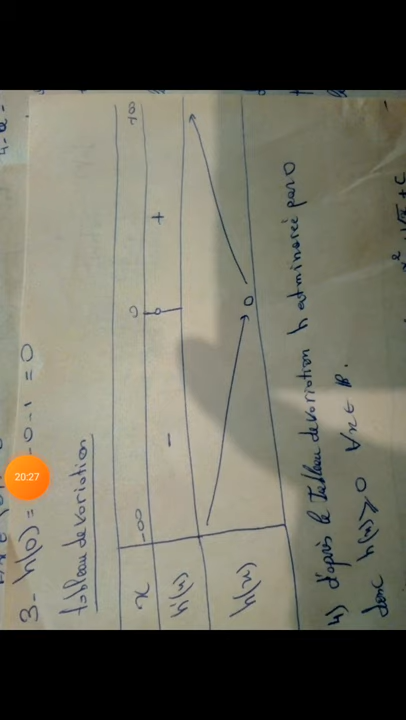 3- h(0) = -0-1 = 0
tableau de variation
x -∞ 0 +∞
h'(x) - 0 +
h(x) 0
4) d'après le Tableau de variation h est minorée par 0
donc h(x) ⩾ 0 ∀x ∈ ℝ.
20:27